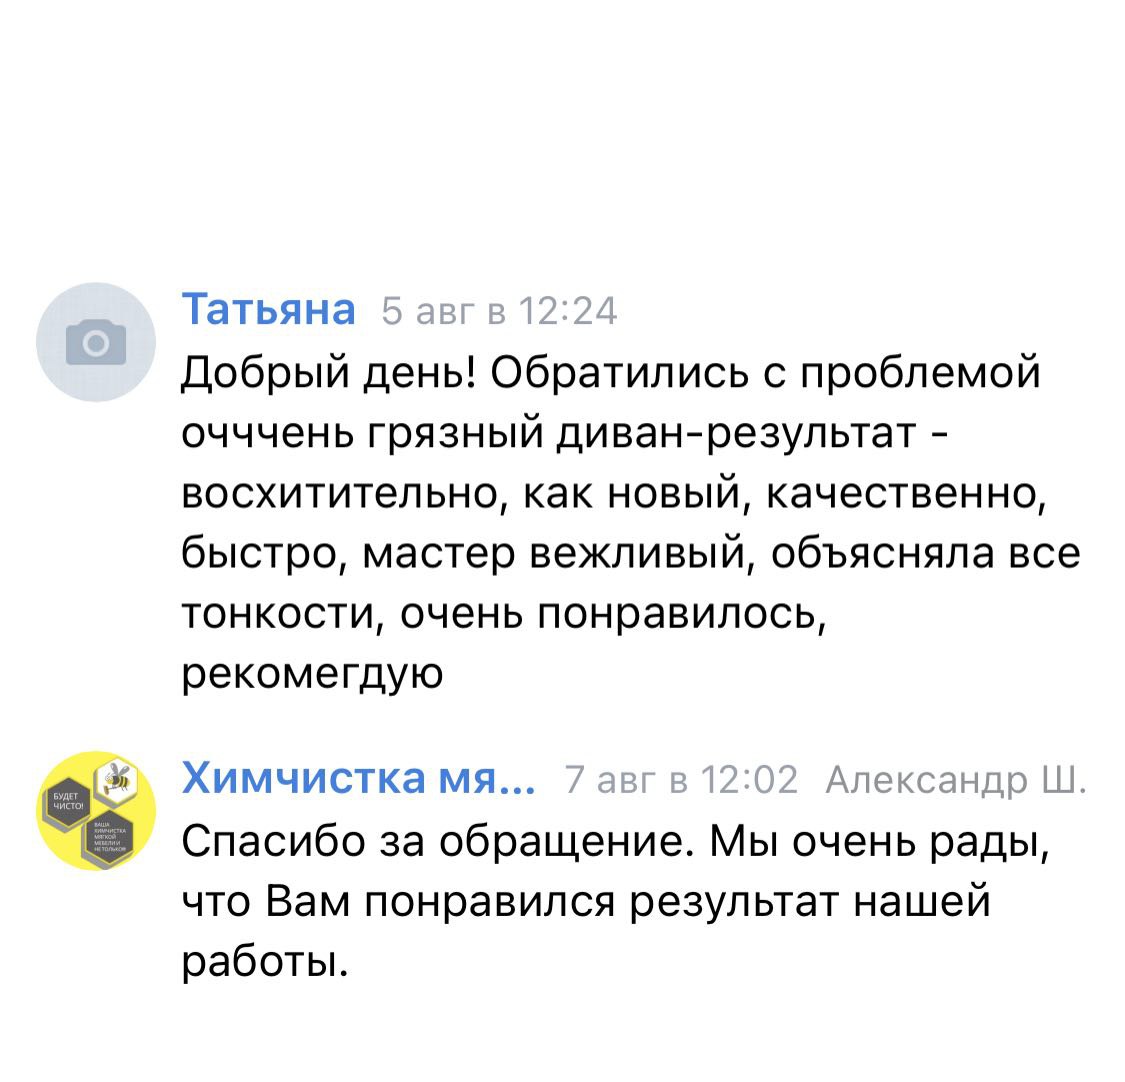 Татьяна 5 авг в 12:24
Добрый день! Обратились с проблемой
очччень грязный диван-результат -
восхитительно, как новый, качественно,
быстро, мастер вежливый, объясняла все
тонкости, очень понравилось,
рекомегдую
Химчистка мя... 7 авг в 12:02 Александр Ш.
БУДЕТ
ЧИСТО!
ВАША
ХИМЧИСТКА
МЯГКОЙ
МЕБЕЛИ И
НЕ ТОЛЬКО!!!
Спасибо за обращение. Мы очень рады,
что Вам понравился результат нашей
работы.